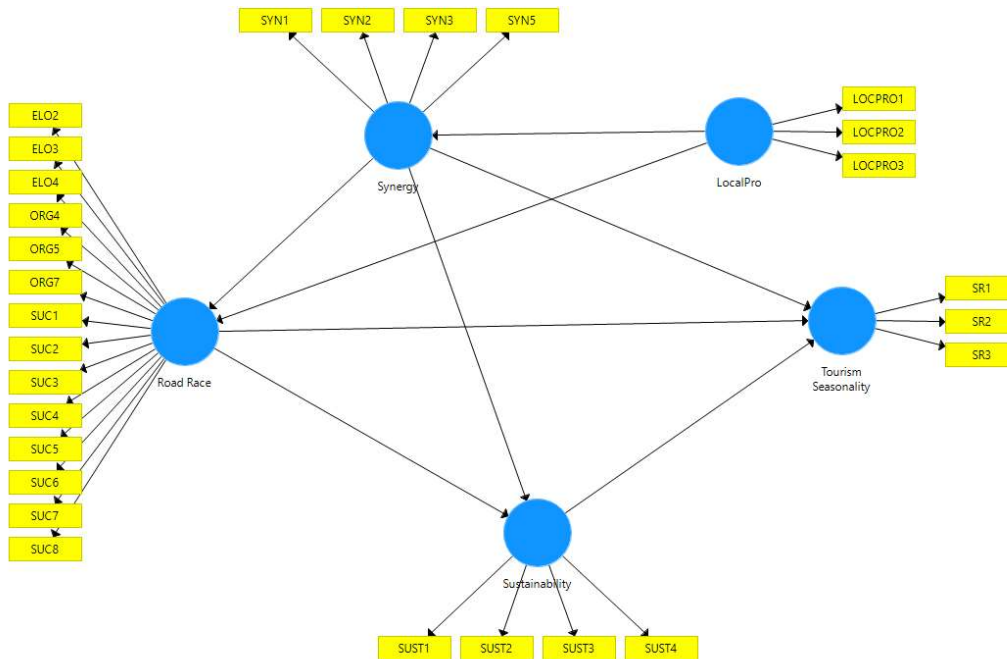 SYN1
SYN2
SYN3
SYN5
LOCPRO1
LOCPRO2
LOCPRO3
Synergy
LocalPro
ELO2
ELO3
ELO4
ORG4
ORG5
ORG7
SUC1
SUC2
SUC3
SUC4
SUC5
SUC6
SUC7
SUC8
Road Race
SR1
SR2
SR3
Tourism
Seasonality
Sustainability
SUST1
SUST2
SUST3
SUST4